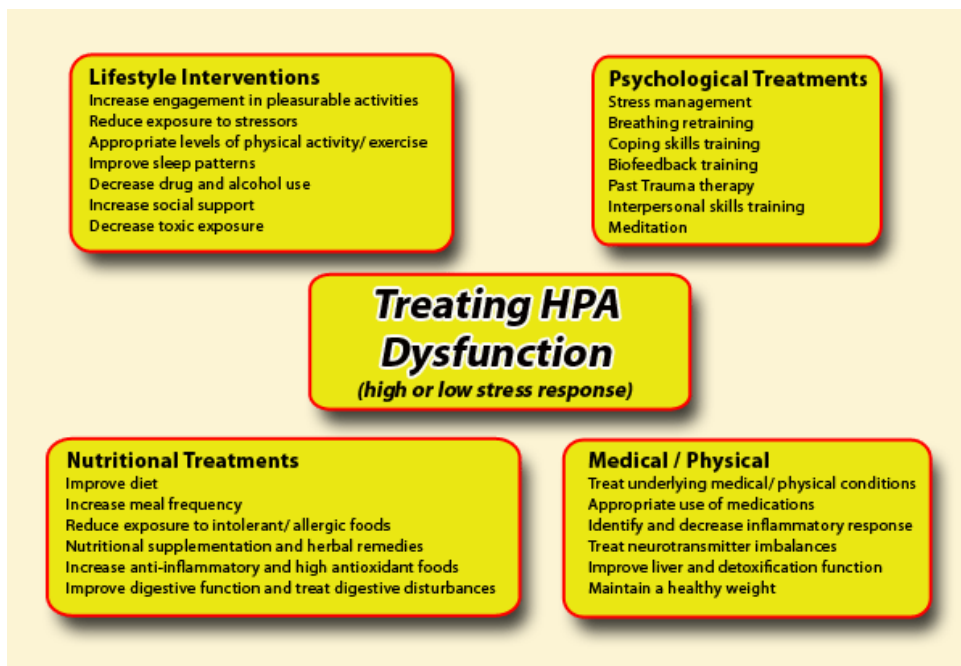 Lifestyle Interventions
Increase engagement in pleasurable activities
Reduce exposure to stressors
Appropriate levels of physical activity/ exercise
Improve sleep patterns
Decrease drug and alcohol use
Increase social support
Decrease toxic exposure
Psychological Treatments
Stress management
Breathing retraining
Coping skills training
Biofeedback training
Past Trauma therapy
Interpersonal skills training
Meditation
Treating HPA
Dysfunction
(high or low stress response)
Nutritional Treatments
Improve diet
Increase meal frequency
Reduce exposure to intolerant/ allergic foods
Nutritional supplementation and herbal remedies
Increase anti-inflammatory and high antioxidant foods
Improve digestive function and treat digestive disturbances
Medical / Physical
Treat underlying medical/ physical conditions
Appropriate use of medications
Identify and decrease inflammatory response
Treat neurotransmitter imbalances
Improve liver and detoxification function
Maintain a healthy weight